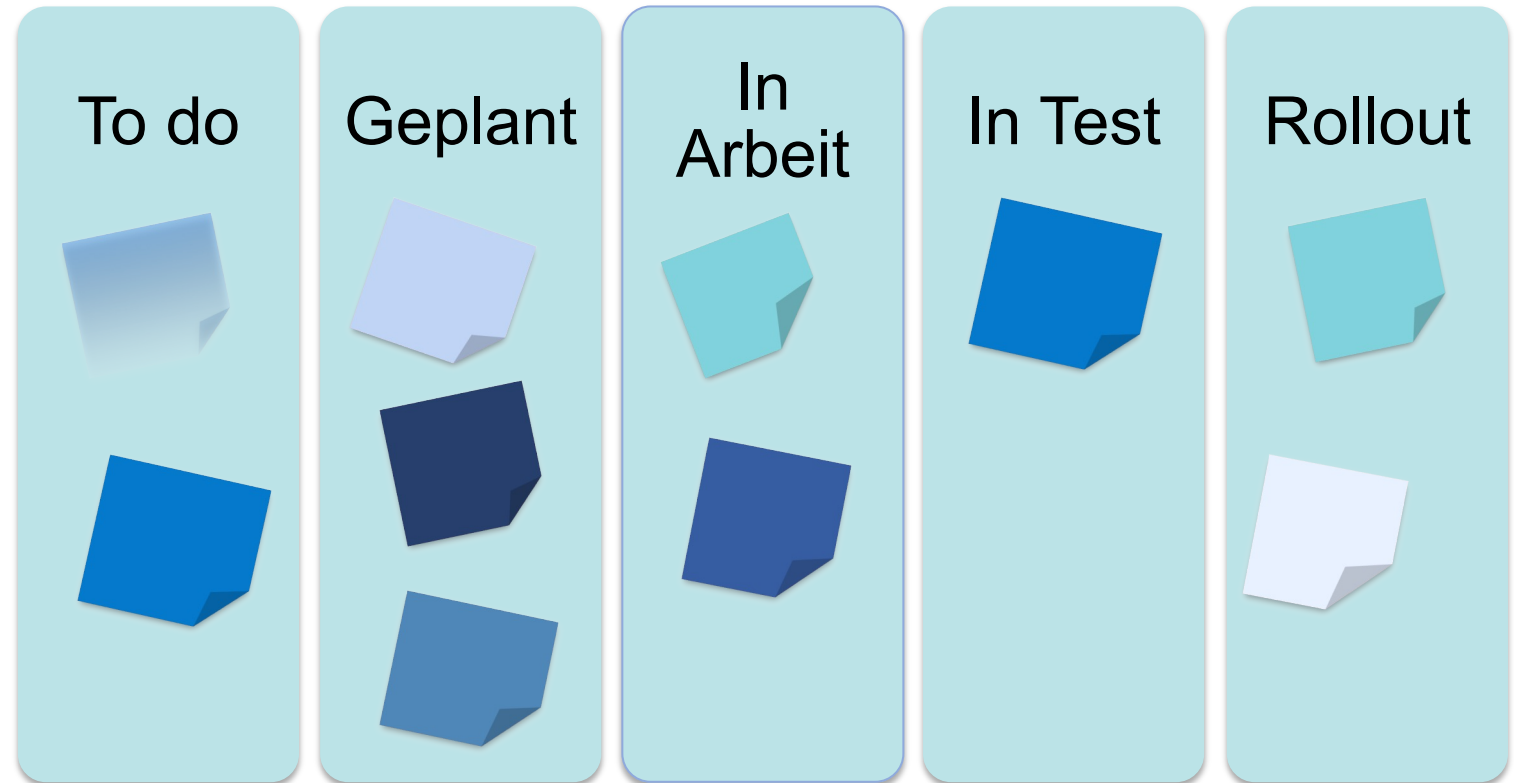 To do
Geplant
In
Arbeit
In Test
Rollout